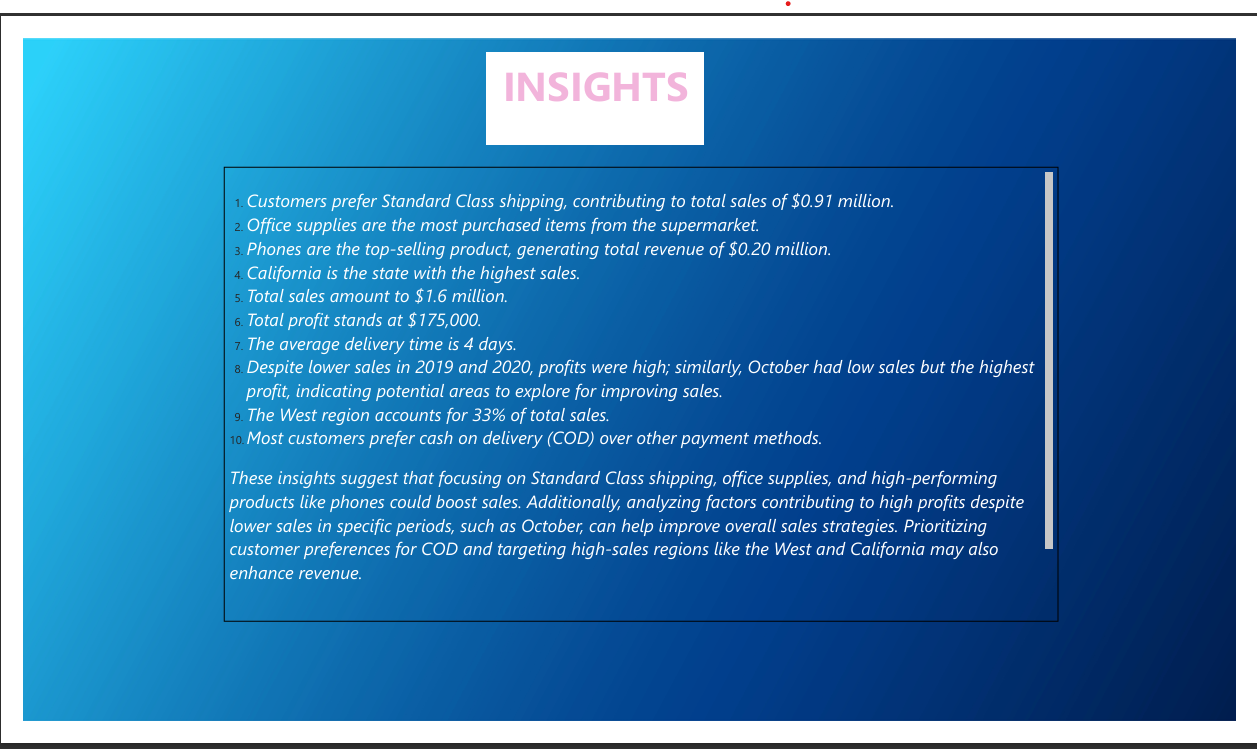 INSIGHTS
1. Customers prefer Standard Class shipping, contributing to total sales of $0.91 million.
2. Office supplies are the most purchased items from the supermarket.
3. Phones are the top-selling product, generating total revenue of $0.20 million.
4. California is the state with the highest sales.
5. Total sales amount to $1.6 million.
6. Total profit stands at $175,000.
7. The average delivery time is 4 days.
8. Despite lower sales in 2019 and 2020, profits were high; similarly, October had low sales but the highest
profit, indicating potential areas to explore for improving sales.
9. The West region accounts for 33% of total sales.
10. Most customers prefer cash on delivery (COD) over other payment methods.
These insights suggest that focusing on Standard Class shipping, office supplies, and high-performing
products like phones could boost sales. Additionally, analyzing factors contributing to high profits despite
lower sales in specific periods, such as October, can help improve overall sales strategies. Prioritizing
customer preferences for COD and targeting high-sales regions like the West and California may also
enhance revenue.